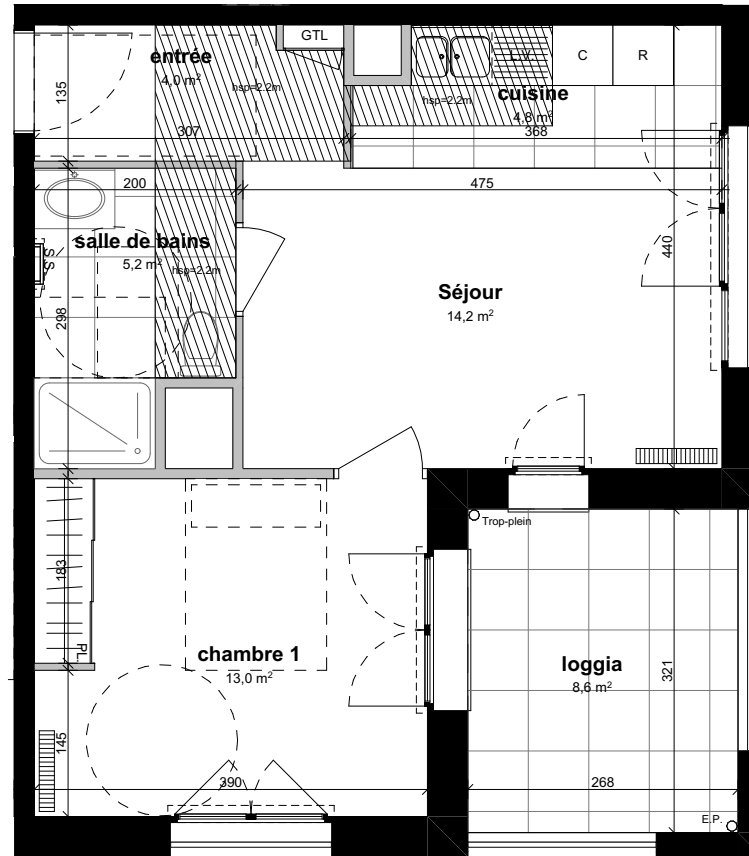 GTL
entrée
4,0 m²
hsp=2.2m
135
307
L.V.
C
R
hsp=2.2m
cuisine
4,8 m²
368
200
475
salle de bains
5,2 m²
hsp=2.2m
S.S.
298
440
Séjour
14,2 m²
Trop-plein
183
PL.
chambre 1
13,0 m²
loggia
8,6 m²
321
145
390
268
E.P.